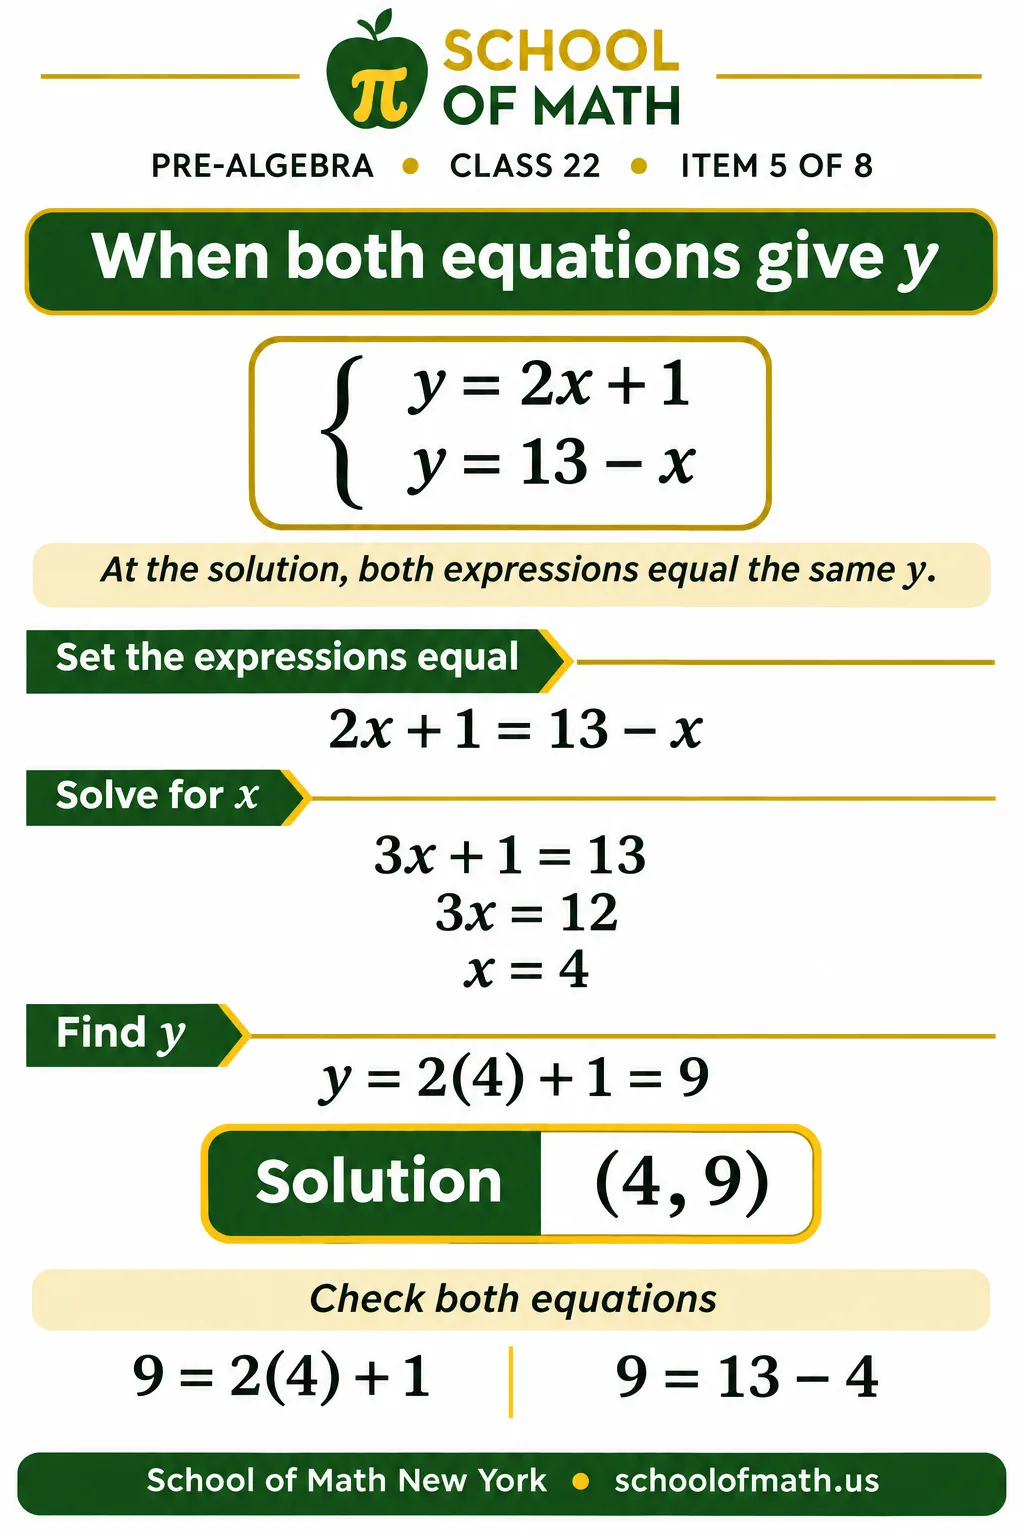 π
SCHOOL
OF MATH
PRE-ALGEBRA • CLASS 22 • ITEM 5 OF 8
When both equations give y
y = 2x + 1
y = 13 − x
At the solution, both expressions equal the same y.
Set the expressions equal
2x + 1 = 13 − x
Solve for x
3x + 1 = 13
3x = 12
x = 4
Find y
y = 2(4) + 1 = 9
Solution (4, 9)
Check both equations
9 = 2(4) + 1 | 9 = 13 − 4
School of Math New York • schoolofmath.us